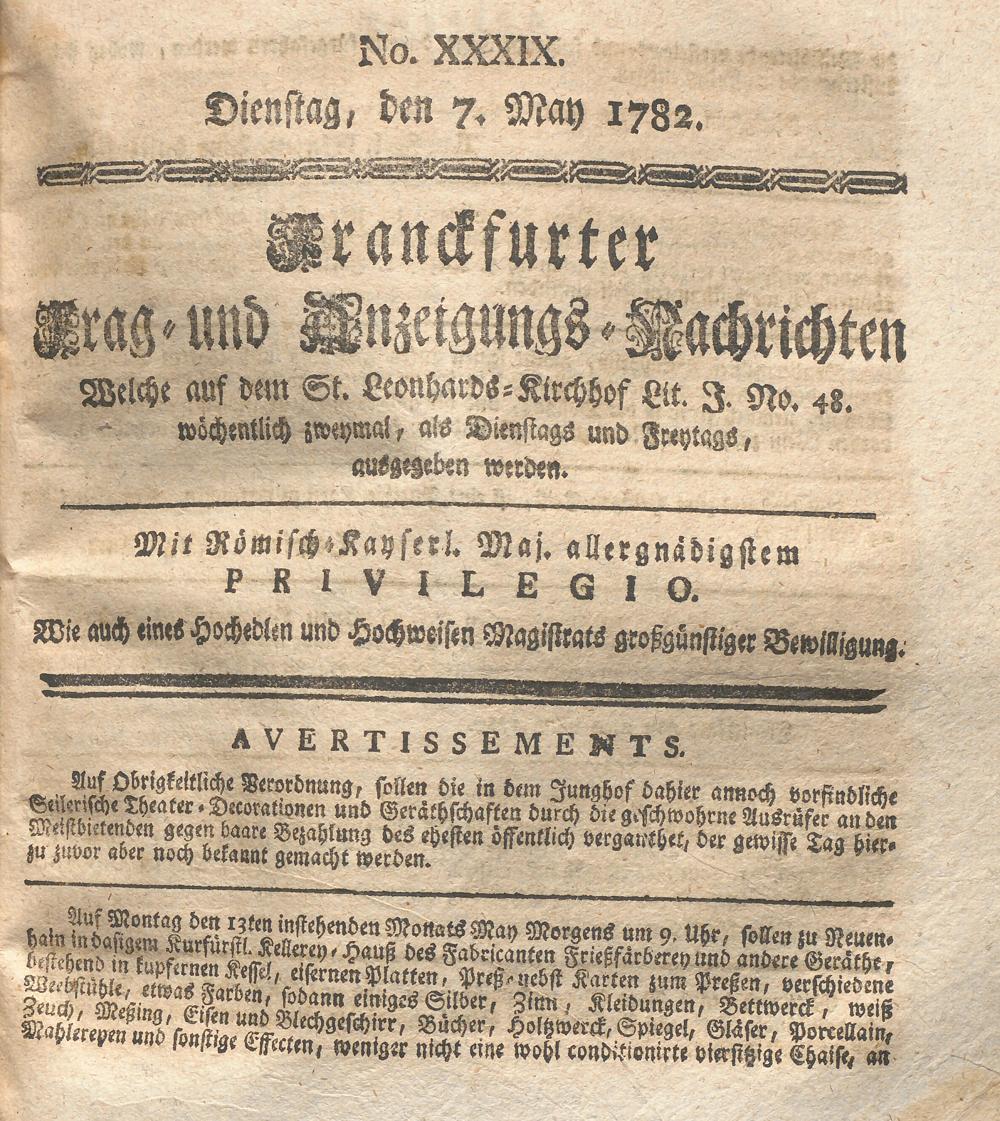 No. XXXIX.
Dienſtag, den 7. May 1782.
Franckfurter
Frag- und Anzeigungs-Nachrichten
Welche auf dem St. Leonhards-Kirchhof Lit. J. No. 48.
wöchentlich zweymal, als Dienſtags und Freytags,
ausgegeben werden.
Mit Römiſch-Kayſerl. Maj. allergnädigſtem
PRIVILEGIO.
Wie auch eines Hochedlen und Hochweiſen Magiſtrats großgünſtiger Bewilligung.
AVERTISSEMENTS.
Auf Obrigkeitliche Verordnung, ſollen die in dem Junghof dahier annoch vorfindliche
Seileriſche Theater-Decorationen und Geräthſchaften durch die geſchwohrne Ausrüfer an den
Meiſtbietenden gegen baare Bezahlung des eheſten öffentlich verganthet, der gewiſſe Tag hier-
zu zuvor aber noch bekannt gemacht werden.
Auf Montag den 13ten inſtehenden Monats May Morgens um 9. Uhr, ſollen zu Neuen-
hain in daſigem Kurfürſtl. Kellerey-Hauß des Fabricanten Frießfärberey und andere Geräthe,
beſtehend in kupfernen Keſſel, eiſernen Platten, Preß-nebſt Karten zum Preßen, verſchiedene
Weebſtühle, etwas Farben, ſodann einiges Silber, Zinn, Kleidungen, Bettwerck, weiß
Zeuch, Meßing, Eiſen und Blechgeſchirr, Bücher, Holtzwerck, Spiegel, Gläſer, Porcellain,
Mahlereyen und ſonſtige Effecten, weniger nicht eine wohl conditionirte vierſitzige Chaiſe, an